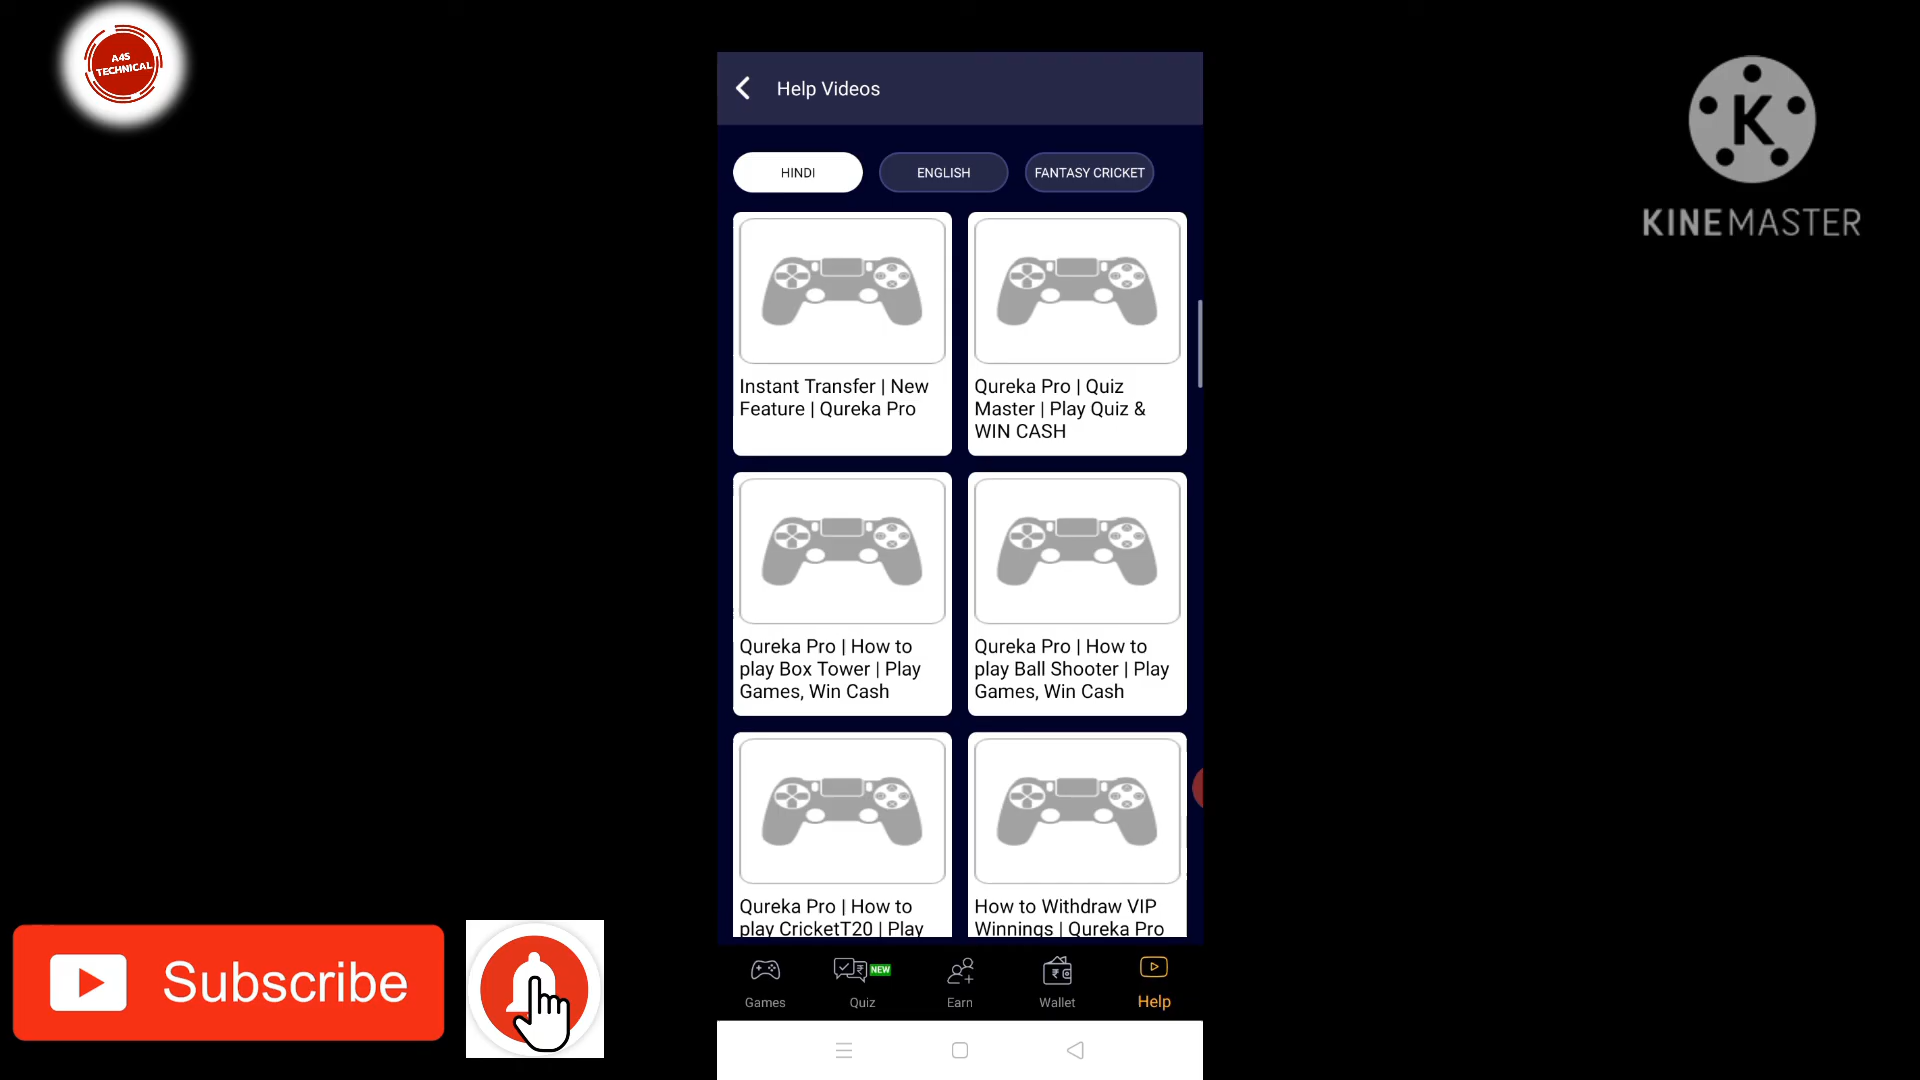 A4S
TECHNICAL
KINEMASTER
K
Help Videos
HINDI
ENGLISH
FANTASY CRICKET
Instant Transfer | New
Feature | Qureka Pro
Qureka Pro | Quiz
Master | Play Quiz &
WIN CASH
Qureka Pro | How to
play Box Tower | Play
Games, Win Cash
Qureka Pro | How to
play Ball Shooter | Play
Games, Win Cash
Qureka Pro | How to
play CricketT20 | Play
How to Withdraw VIP
Winnings | Qureka Pro
Games
Quiz
NEW
Earn
Wallet
Help
Subscribe